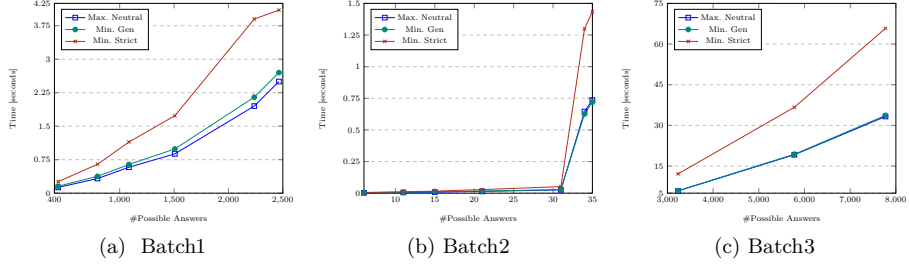 Time [seconds]
4.25
3.75
3
2.25
1.5
0.75
0
Max. Neutral
Min. Gen
Min. Strict
400
1,000
1,500
2,000
2,500
#Possible Answers
(a) Batch1
Time [seconds]
1.5
1.25
1
0.75
0.5
0.25
0
Max. Neutral
Min. Gen
Min. Strict
10
15
20
25
30
35
#Possible Answers
(b) Batch2
Time [seconds]
75
60
45
30
15
5
Max. Neutral
Min. Gen
Min. Strict
3,000
4,000
5,000
6,000
7,000
8,000
#Possible Answers
(c) Batch3